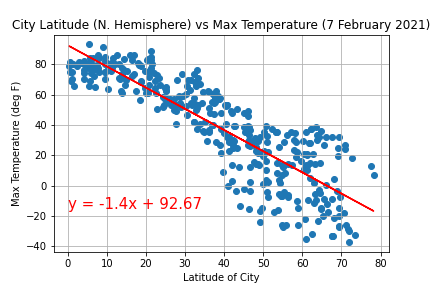 City Latitude (N. Hemisphere) vs Max Temperature (7 February 2021)
Max Temperature (deg F)
80
60
40
20
0
−20
−40
y = -1.4x + 92.67
0 10 20 30 40 50 60 70 80
Latitude of City